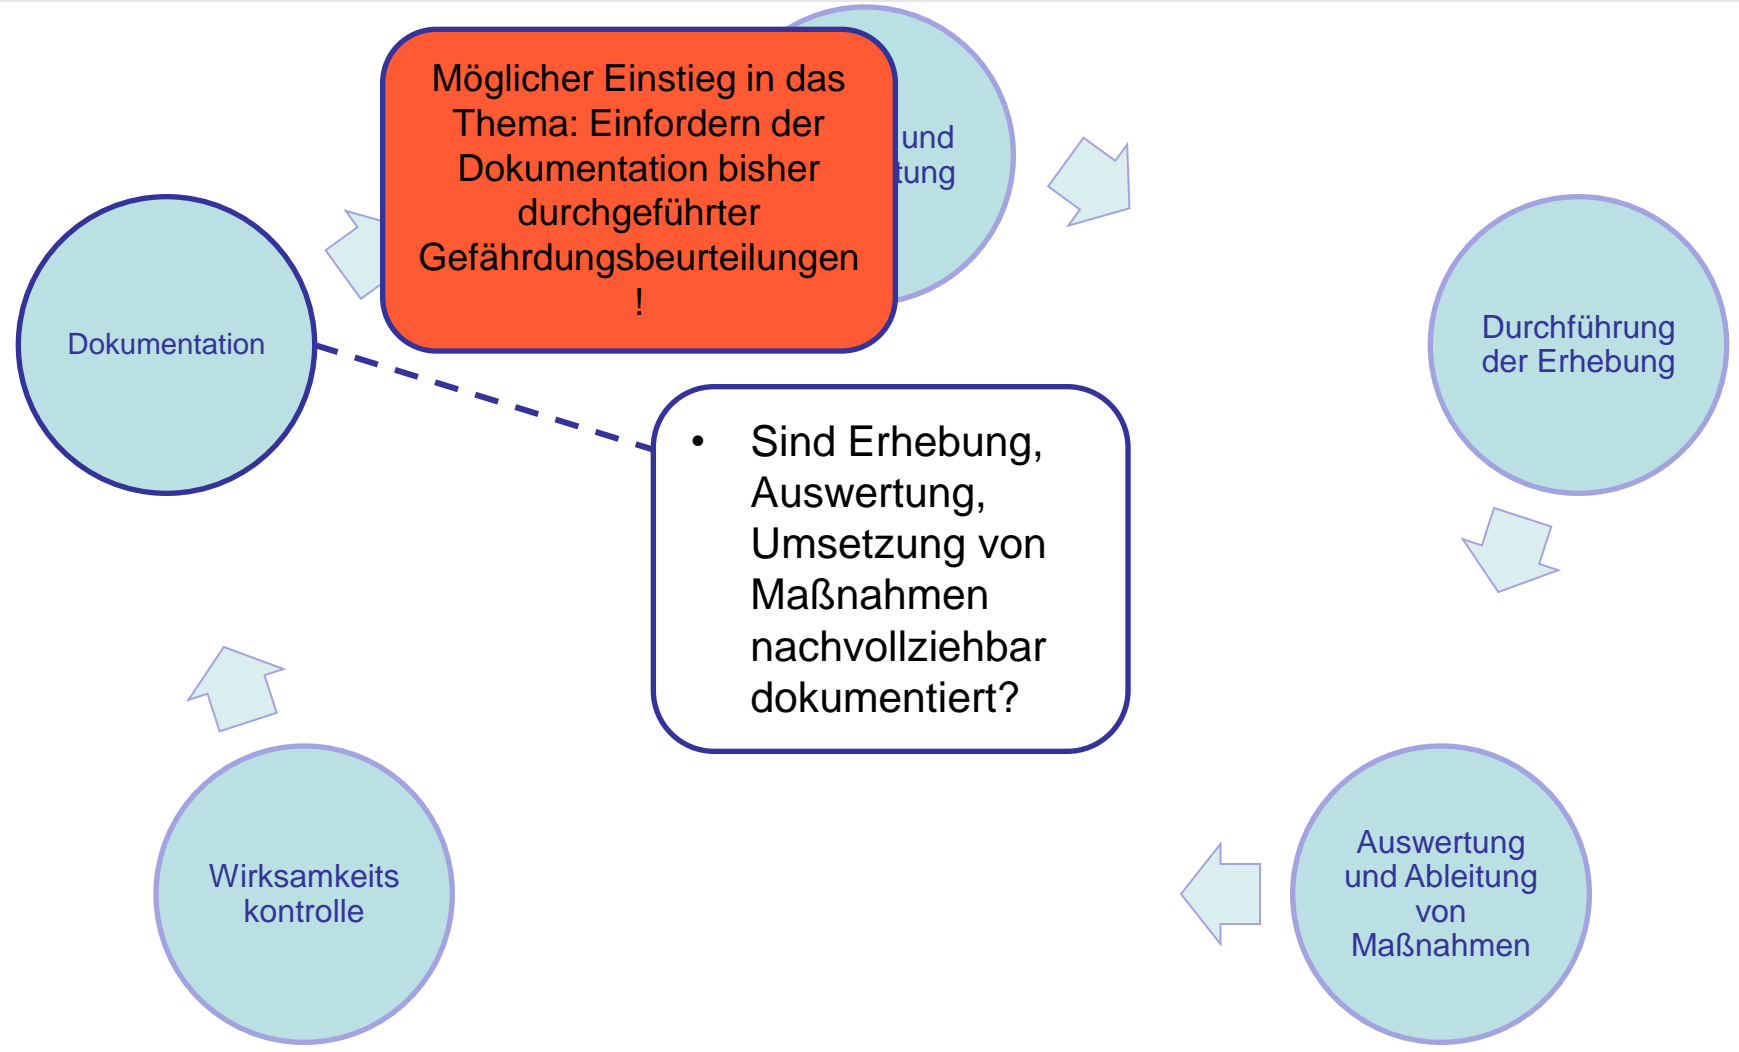 Möglicher Einstieg in das
Thema: Einfordern der
Dokumentation bisher
durchgeführter
Gefährdungsbeurteilungen
!
und
tung
Dokumentation
Durchführung
der Erhebung
• Sind Erhebung,
Auswertung,
Umsetzung von
Maßnahmen
nachvollziehbar
dokumentiert?
Wirksamkeits
kontrolle
Auswertung
und Ableitung
von
Maßnahmen